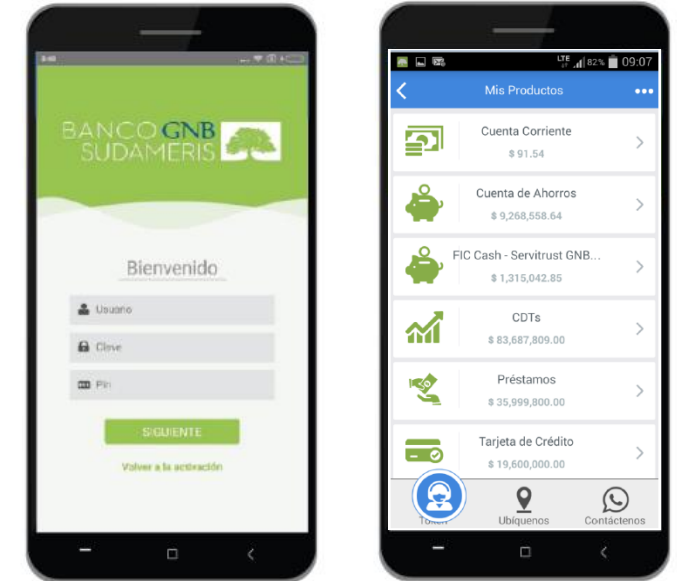 BANCO GNB
SUDAMERIS
Bienvenido
Usuario
Clave
Pin
SIGUIENTE
Volver a la activación
LTE
82%
09:07
Mis Productos
Cuenta Corriente
$ 91.54
Cuenta de Ahorros
$ 9,268,558.64
FIC Cash - Servitrust GNB...
$ 1,315,042.85
CDTs
$ 83,687,809.00
Préstamos
$ 35,999,800.00
Tarjeta de Crédito
$ 19,600,000.00
Token
Ubíquenos
Contáctenos